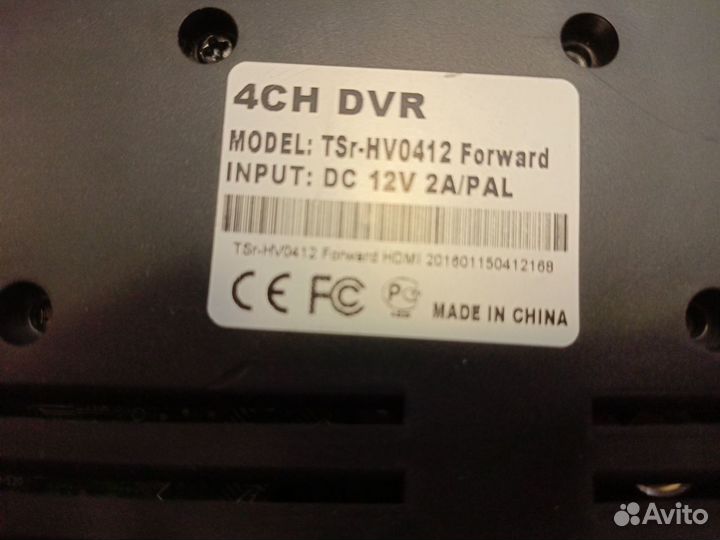 4CH DVR
MODEL: TSr-HV0412 Forward
INPUT: DC 12V 2A/PAL
TSr-HV0412 Forward HDMI 201601150412168
CE FC PC MADE IN CHINA
Avito